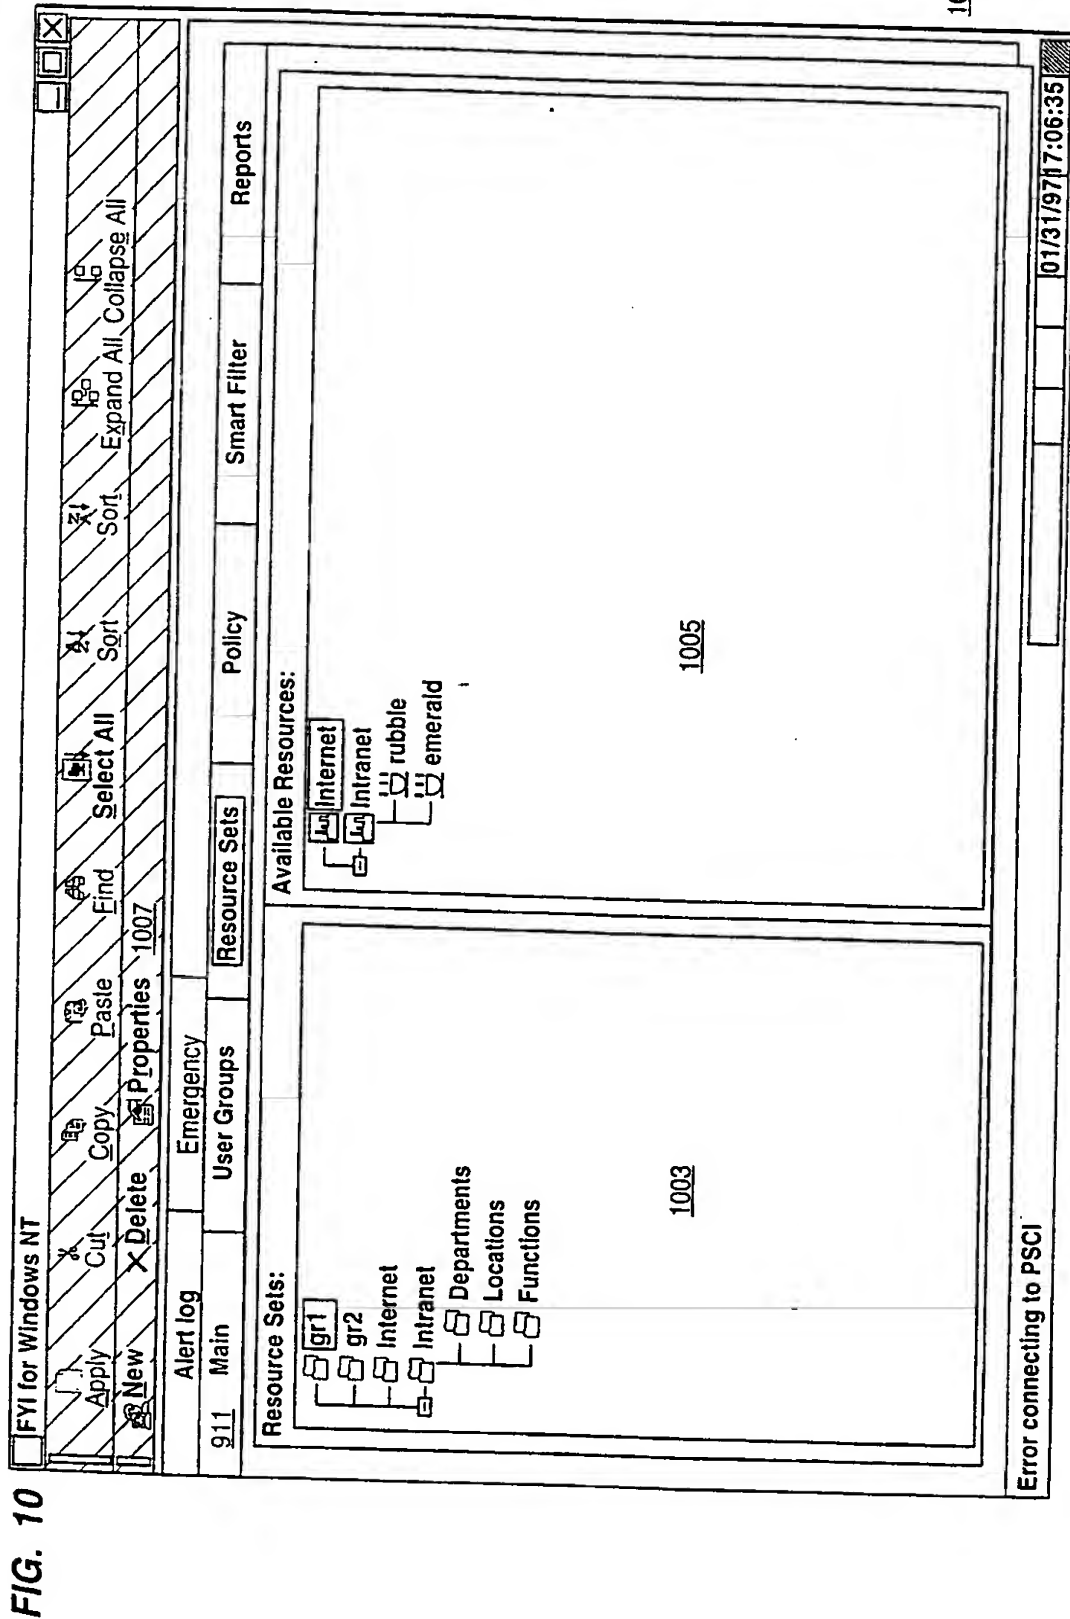 FIG. 10
FYI for Windows NT
Apply Cut Copy Paste Find Select All Sort Sort Expand All Collapse All
New Delete Properties 1007
Alert log Emergency
911 Main User Groups Resource Sets Policy Smart Filter Reports
Resource Sets:
gr1
gr2
Internet
Intranet
Departments
Locations
Functions
1003
Available Resources:
Internet
Intranet
rubble
emerald
1005
Error connecting to PSCI
01/31/97 17:06:35